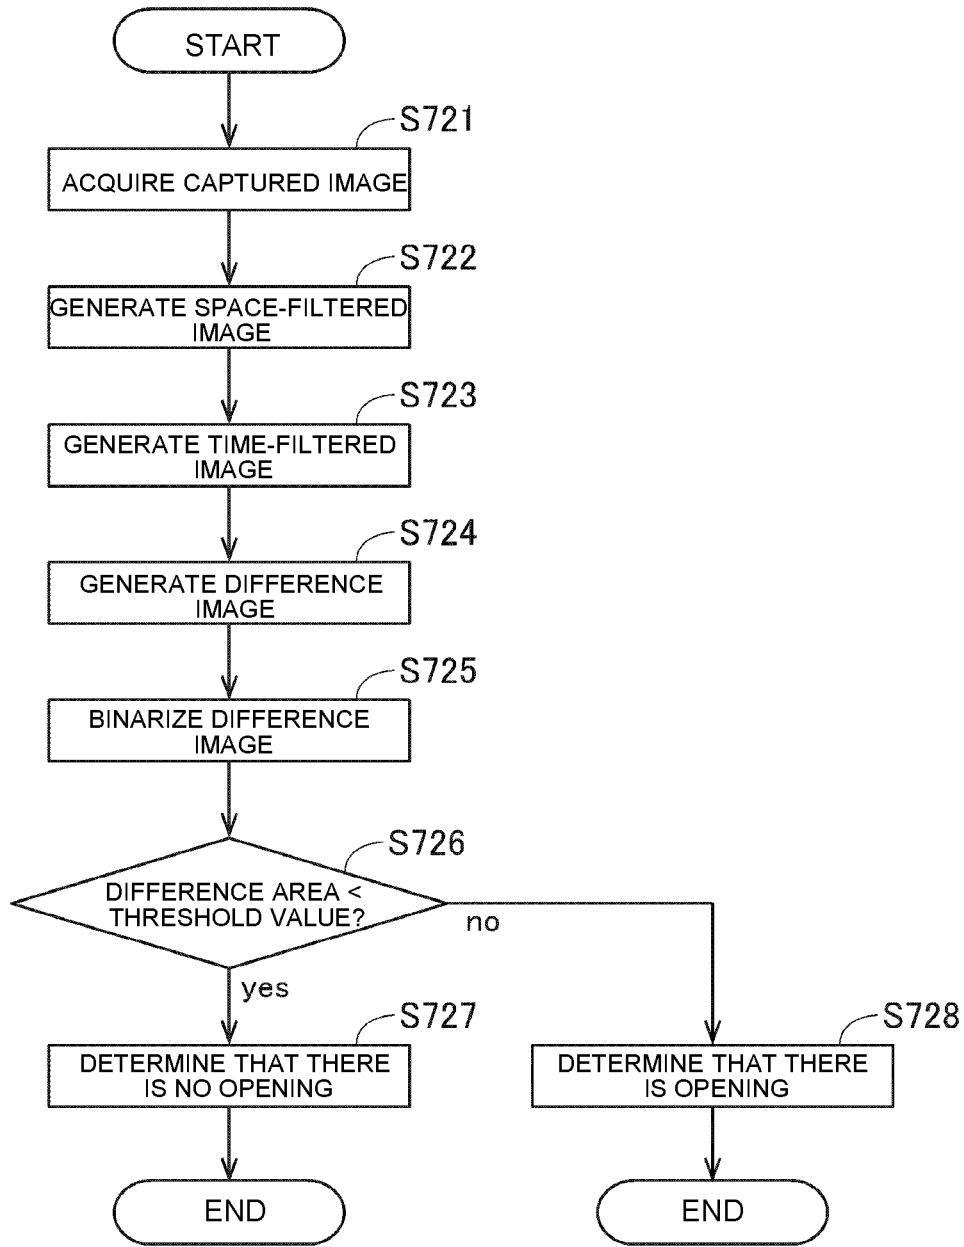 START
S721
ACQUIRE CAPTURED IMAGE
S722
GENERATE SPACE-FILTERED
IMAGE
S723
GENERATE TIME-FILTERED
IMAGE
S724
GENERATE DIFFERENCE
IMAGE
S725
BINARIZE DIFFERENCE
IMAGE
S726
DIFFERENCE AREA <
THRESHOLD VALUE?
no
yes
S727
DETERMINE THAT THERE
IS NO OPENING
S728
DETERMINE THAT THERE
IS OPENING
END
END